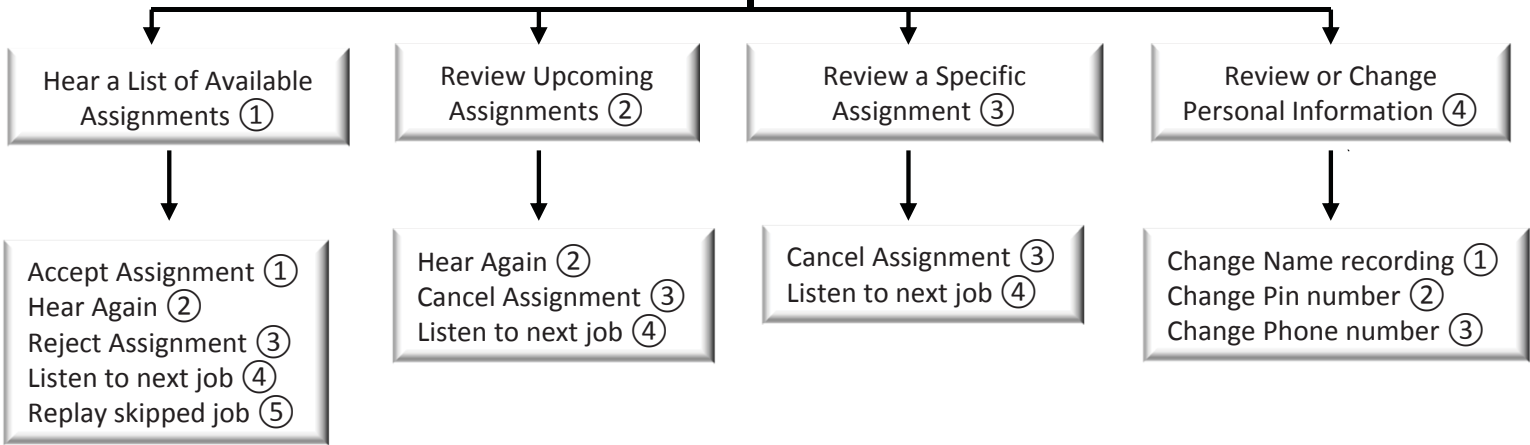 Hear a List of Available
Assignments ①
Review Upcoming
Assignments ②
Review a Specific
Assignment ③
Review or Change
Personal Information ④
Accept Assignment ①
Hear Again ②
Reject Assignment ③
Listen to next job ④
Replay skipped job ⑤
Hear Again ②
Cancel Assignment ③
Listen to next job ④
Cancel Assignment ③
Listen to next job ④
Change Name recording ①
Change Pin number ②
Change Phone number ③